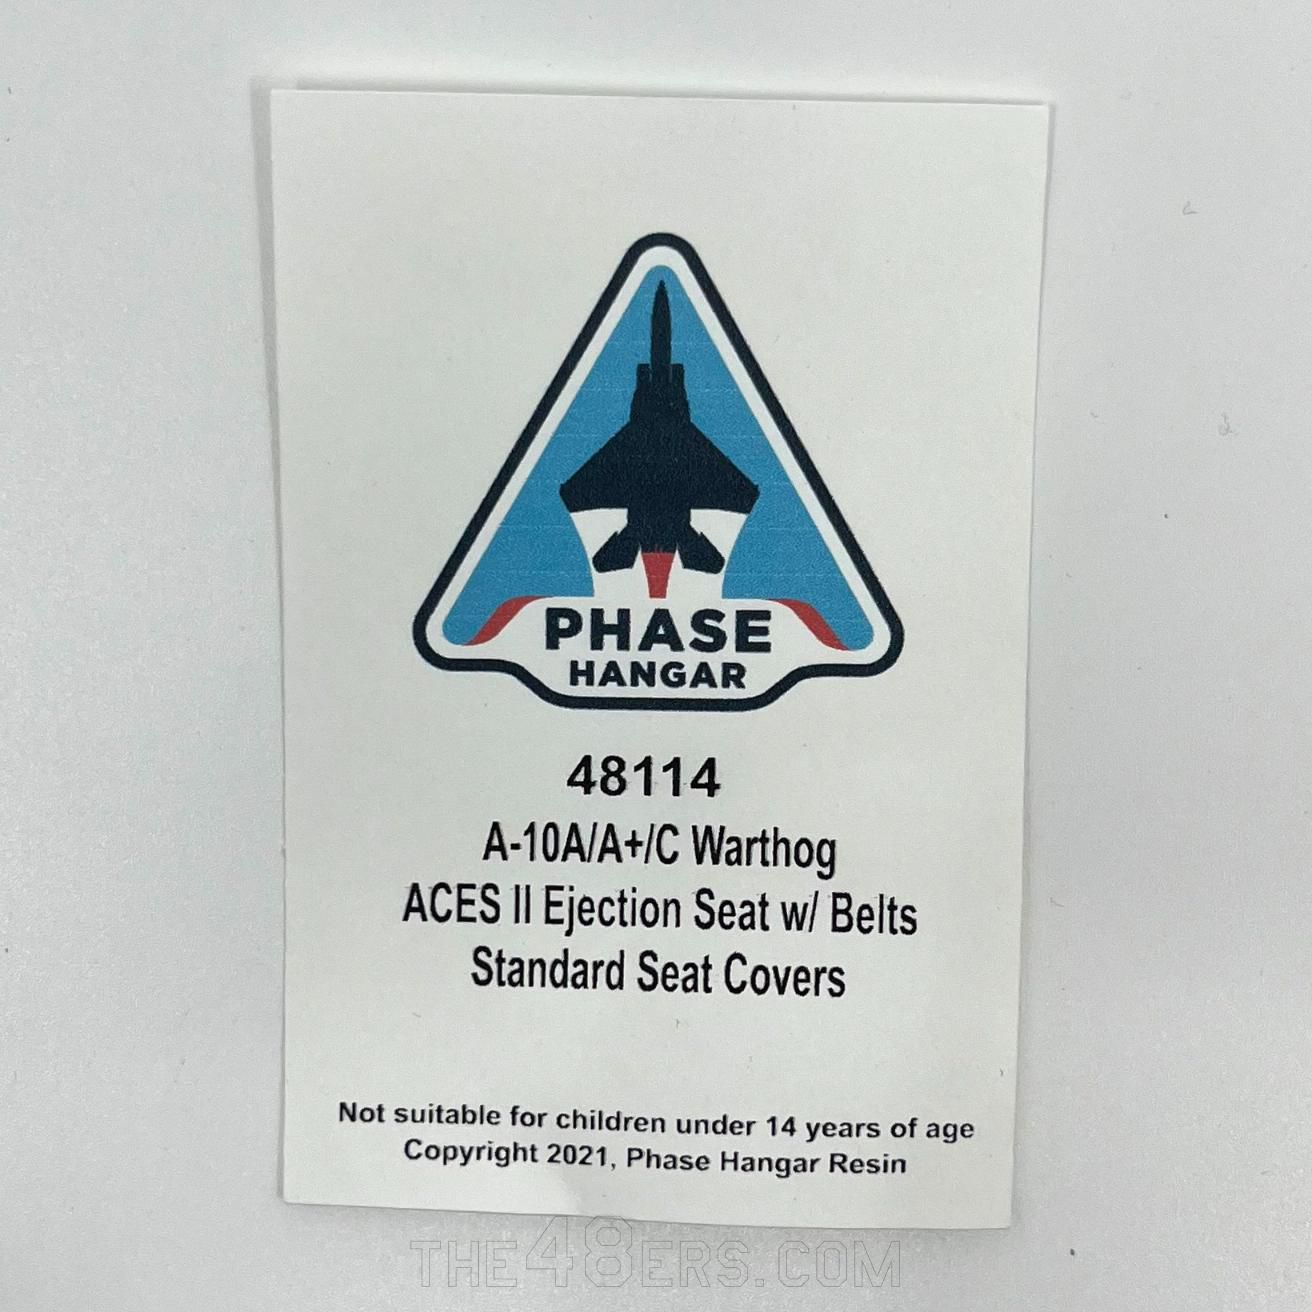 PHASE
HANGAR
48114
A-10A/A+/C Warthog
ACES II Ejection Seat w/ Belts
Standard Seat Covers
Not suitable for children under 14 years of age
Copyright 2021, Phase Hangar Resin
THE48ERS.COM